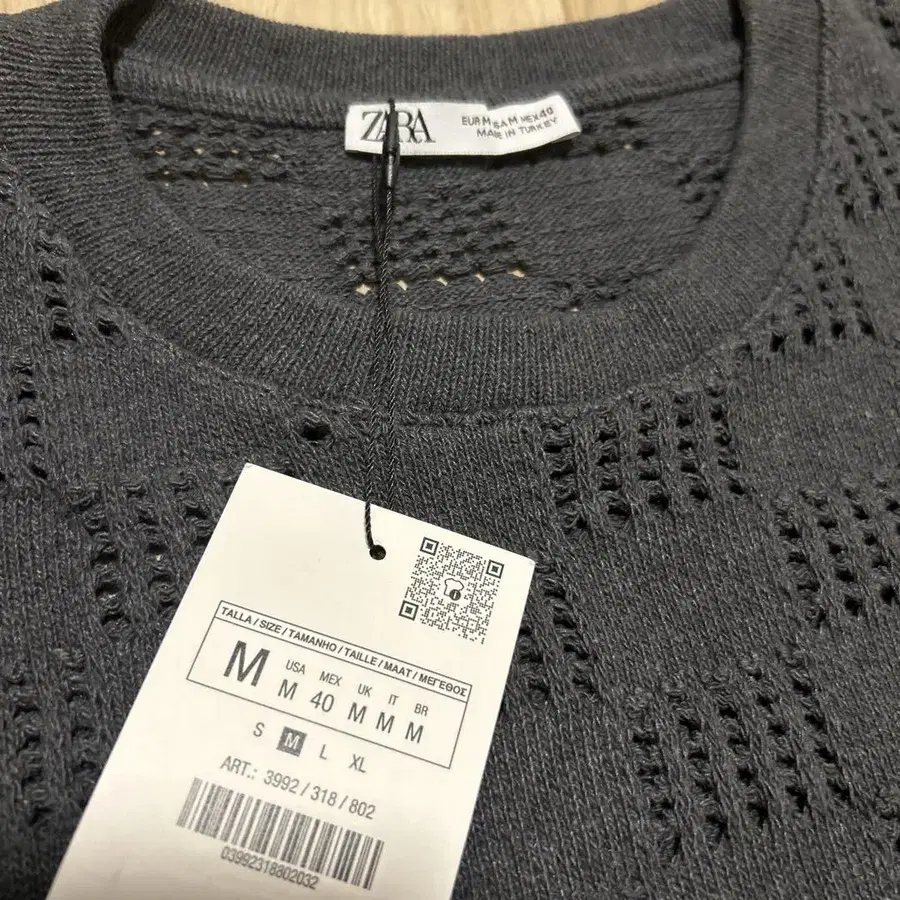 ZARA
EUR M USA M MEX 40
MADE IN TURKEY
TALLA / SIZE / TAMANHO / TAILLE / MAAT / ΜΕΓΕΘΟΣ
M USA MEX UK IT BR
M 40 M M M
S M L XL
ART.: 3992 / 318 / 802
03992318802032